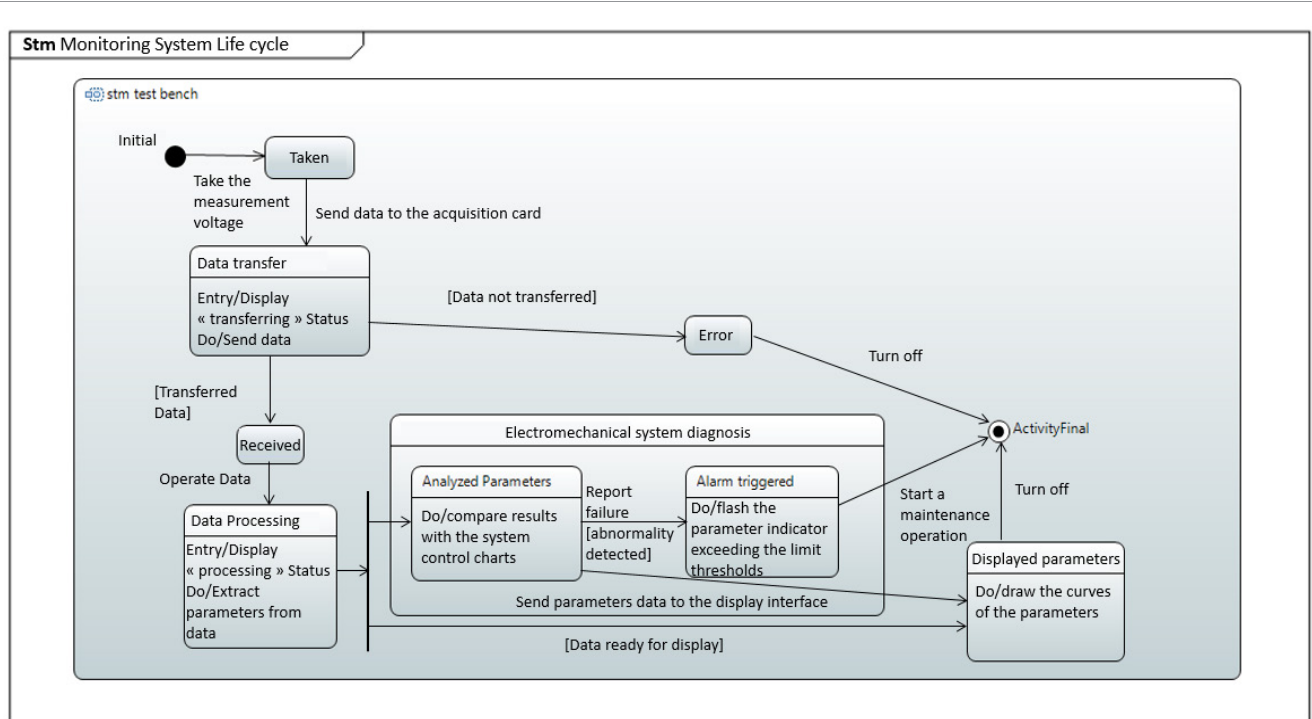 Stm Monitoring System Life cycle
stm test bench
Initial
Taken
Take the
measurement
voltage
Send data to the acquisition card
Data transfer
Entry/Display
« transferring » Status
Do/Send data
[Data not transferred]
Error
Turn off
[Transferred
Data]
Received
Operate Data
Data Processing
Entry/Display
« processing » Status
Do/Extract
parameters from
data
Electromechanical system diagnosis
Analyzed Parameters
Do/compare results
with the system
control charts
Report
failure
[abnormality
detected]
Alarm triggered
Do/flash the
parameter indicator
exceeding the limit
thresholds
Send parameters data to the display interface
[Data ready for display]
ActivityFinal
Start a
maintenance
operation
Turn off
Displayed parameters
Do/draw the curves
of the parameters